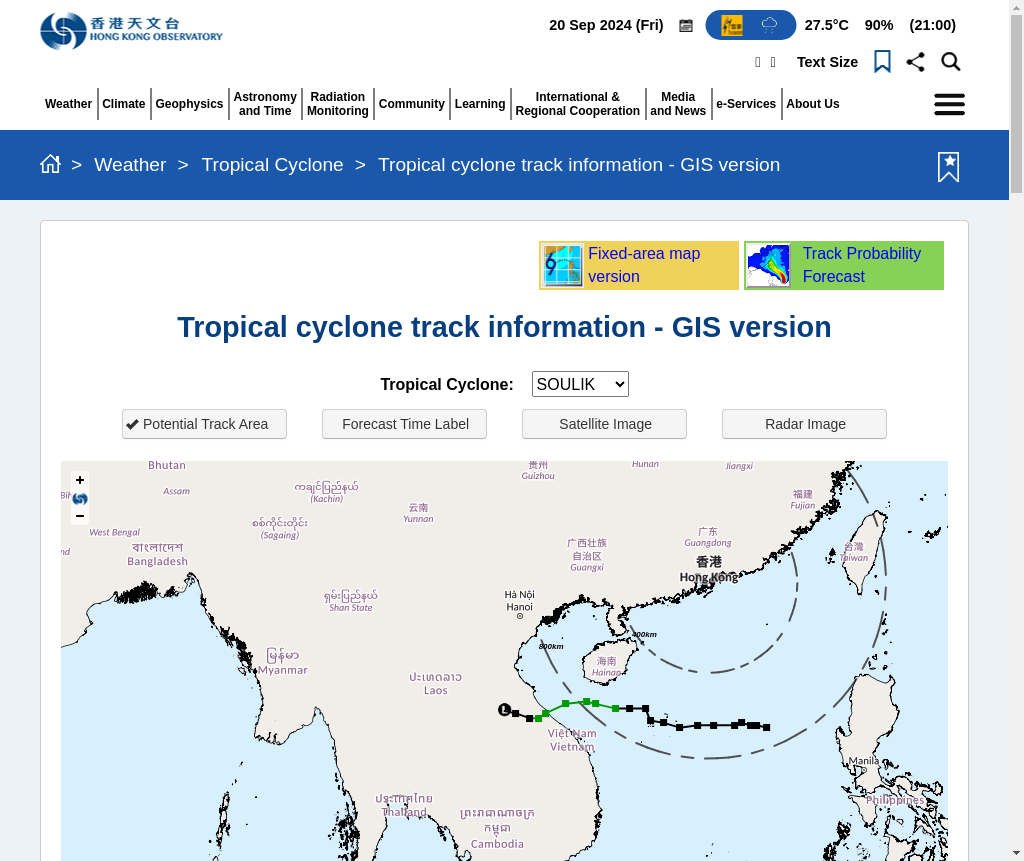 香港天文台
HONG KONG OBSERVATORY
20 Sep 2024 (Fri)
27.5°C 90% (21:00)
Text Size
Weather
Climate
Geophysics
Astronomy
and Time
Radiation
Monitoring
Community
Learning
International &
Regional Cooperation
Media
and News
e-Services
About Us
> Weather > Tropical Cyclone > Tropical cyclone track information - GIS version
Fixed-area map
version
Track Probability
Forecast
Tropical cyclone track information - GIS version
Tropical Cyclone: SOULIK
Potential Track Area
Forecast Time Label
Satellite Image
Radar Image
+
−
Bhutan
Assam
West Bengal
বাংলাদেশ
Bangladesh
ကချင်ပြည်နယ်
(Kachin)
စစ်ကိုင်းတိုင်း
(Sagaing)
ရှမ်းပြည်နယ်
Shan State
မြန်မာ
Myanmar
云南
Yunnan
贵州
Guizhou
Hunan
Jiangxi
福建
Fujian
广西壮族
自治区
Guangxi
广东
Guangdong
香港
Hong Kong
台灣
Taiwan
Hà Nội
Hanoi
400km
800km
海南
Hainan
ປະເທດລາວ
Laos
L
Việt Nam
Vietnam
Manila
Philippines
ประเทศไทย
Thailand
ព្រះរាជាណាចក្រ
កម្ពុជា
Cambodia